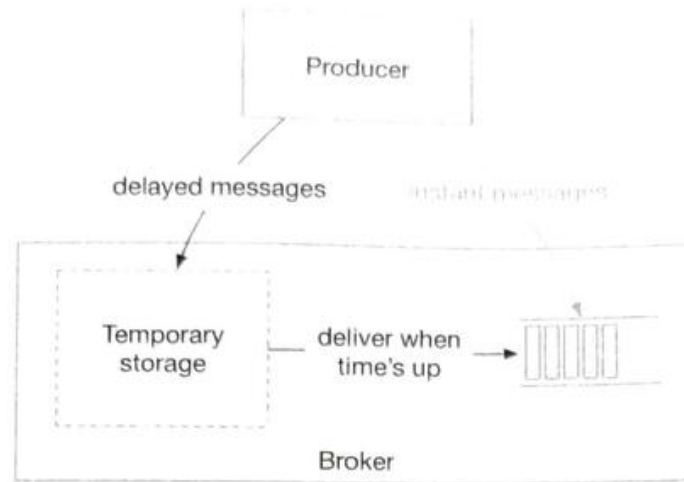 Producer
delayed messages
instant messages
Temporary
storage
deliver when
time's up
Broker